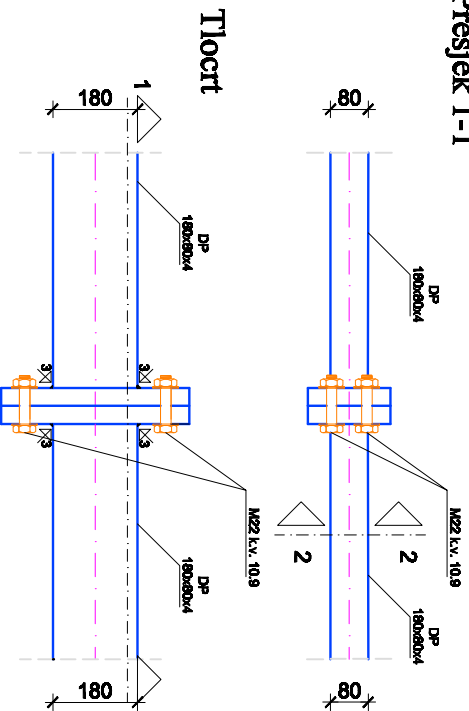 Presjek 1-1
80
DP
180x80x4
M22 k.v. 10.9
2
2
DP
180x80x4
80
Tlocrt
180
1
DP
180x80x4
3
3
3
3
M22 k.v. 10.9
DP
180x80x4
180